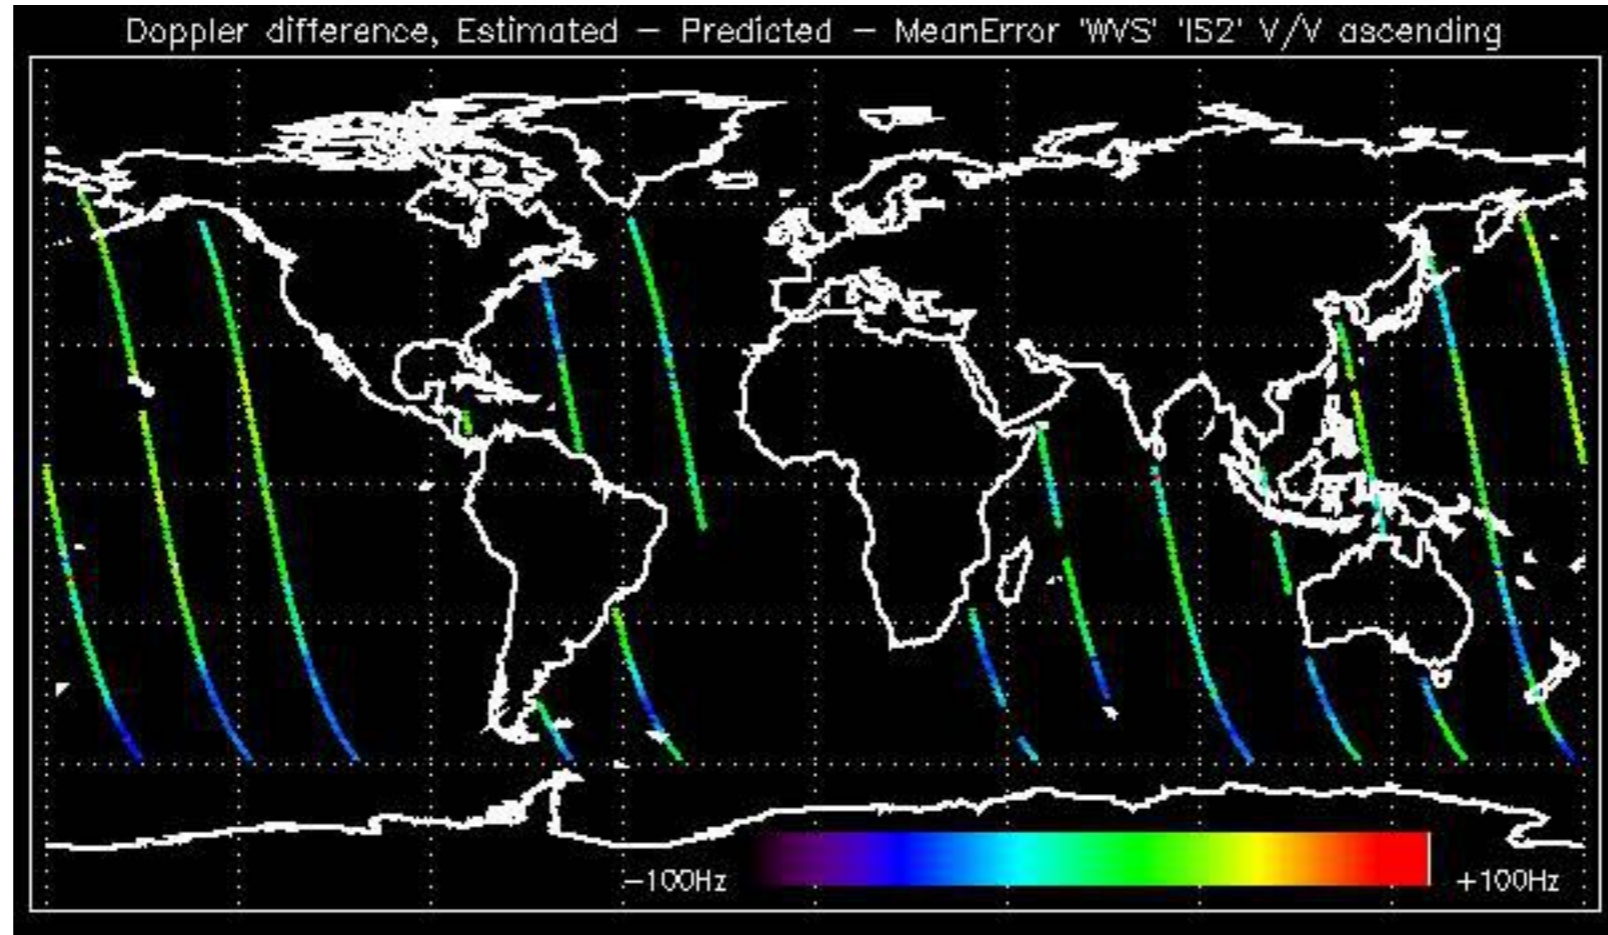 Doppler difference, Estimated − Predicted − MeanError 'WVS' 'IS2' V/V ascending
−100Hz
+100Hz